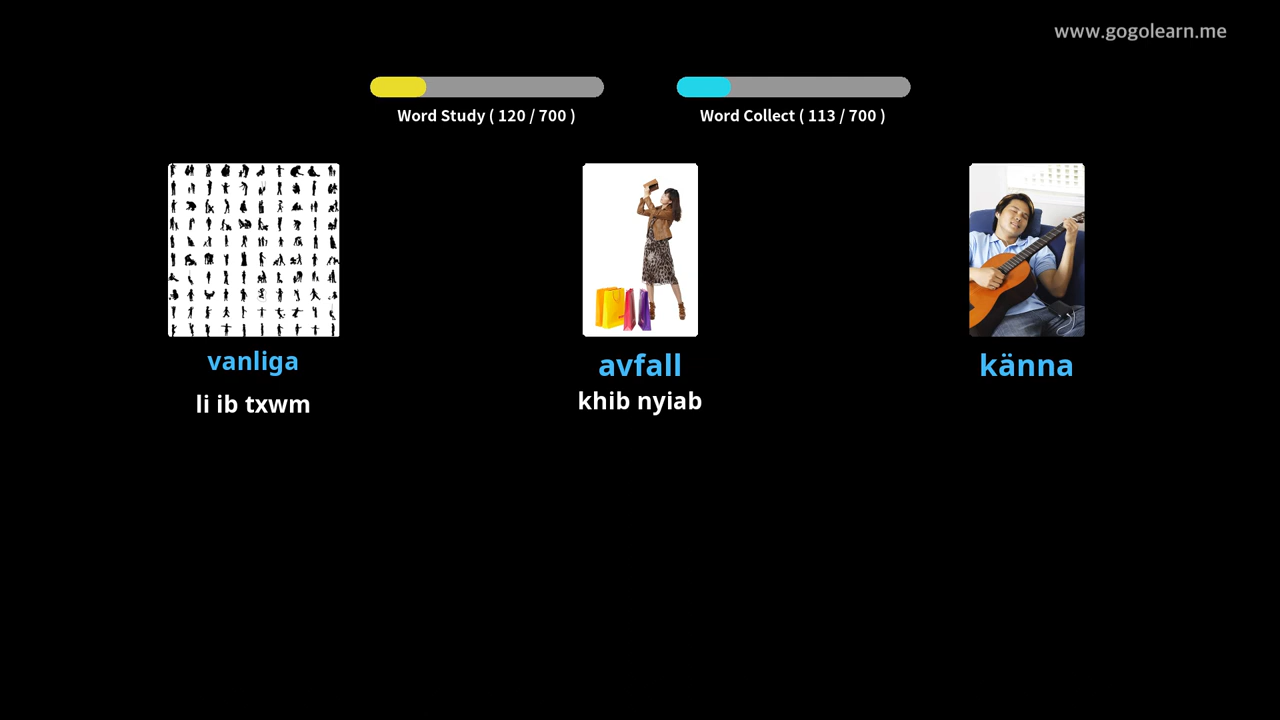 www.gogolearn.me
Word Study ( 120 / 700 )
Word Collect ( 113 / 700 )
vanliga
li ib txwm
avfall
khib nyiab
känna